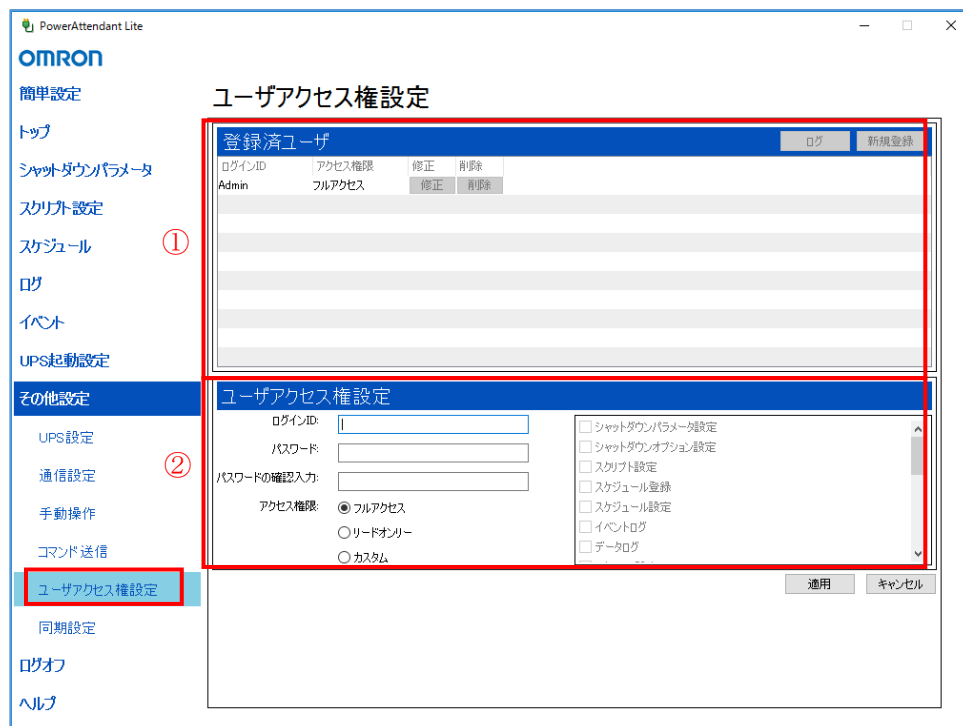 PowerAttendant Lite
OMRON
簡単設定
トップ
シャットダウンパラメータ
スクリプト設定
スケジュール
ログ
イベント
UPS起動設定
その他設定
UPS設定
通信設定
手動操作
コマンド送信
ユーザアクセス権設定
同期設定
ログオフ
ヘルプ
①
②
ユーザアクセス権設定
登録済ユーザ ログ 新規登録
ログインID アクセス権限 修正 削除
Admin フルアクセス 修正 削除
ユーザアクセス権設定
ログインID:
パスワード:
パスワードの確認入力:
アクセス権限: フルアクセス
リードオンリー
カスタム
シャットダウンパラメータ設定
シャットダウンオプション設定
スクリプト設定
スケジュール登録
スケジュール設定
イベントログ
データログ
適用 キャンセル